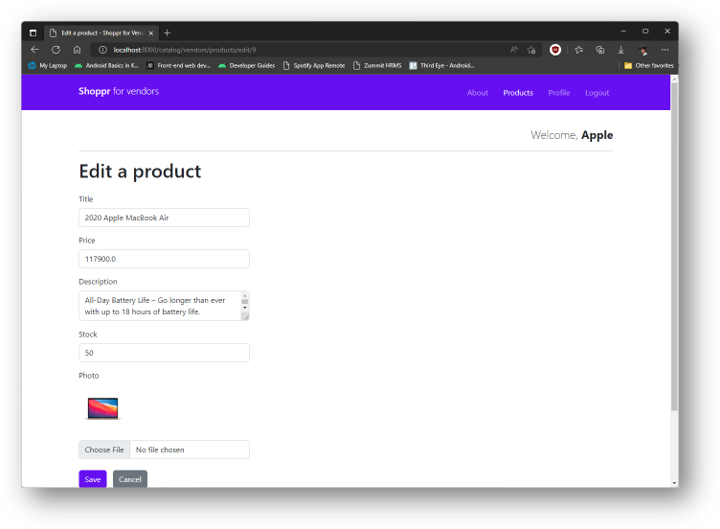 Edit a product - Shoppr for Venc
localhost:8000/catalog/vendors/products/edit/9
My Laptop Android Basics in K... Front-end web dev... Developer Guides Spotify App Remote Zummit HRMS Third Eye - Android... Other favorites
Shoppr for vendors About Products Profile Logout
Welcome, Apple
Edit a product
Title
2020 Apple MacBook Air
Price
117900.0
Description
All-Day Battery Life – Go longer than ever
with up to 18 hours of battery life.
Stock
50
Photo
Choose File No file chosen
Save Cancel